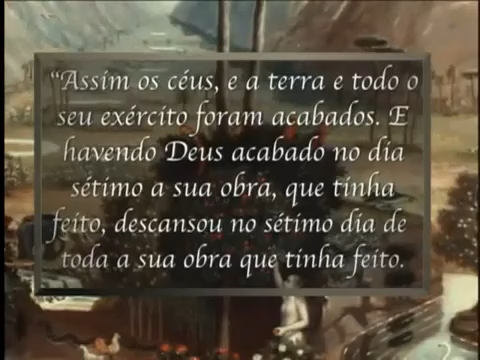 “Assim os céus, e a terra e todo o
seu exército foram acabados. E
havendo Deus acabado no dia
sétimo a sua obra, que tinha
feito, descansou no sétimo dia de
toda a sua obra que tinha feito.